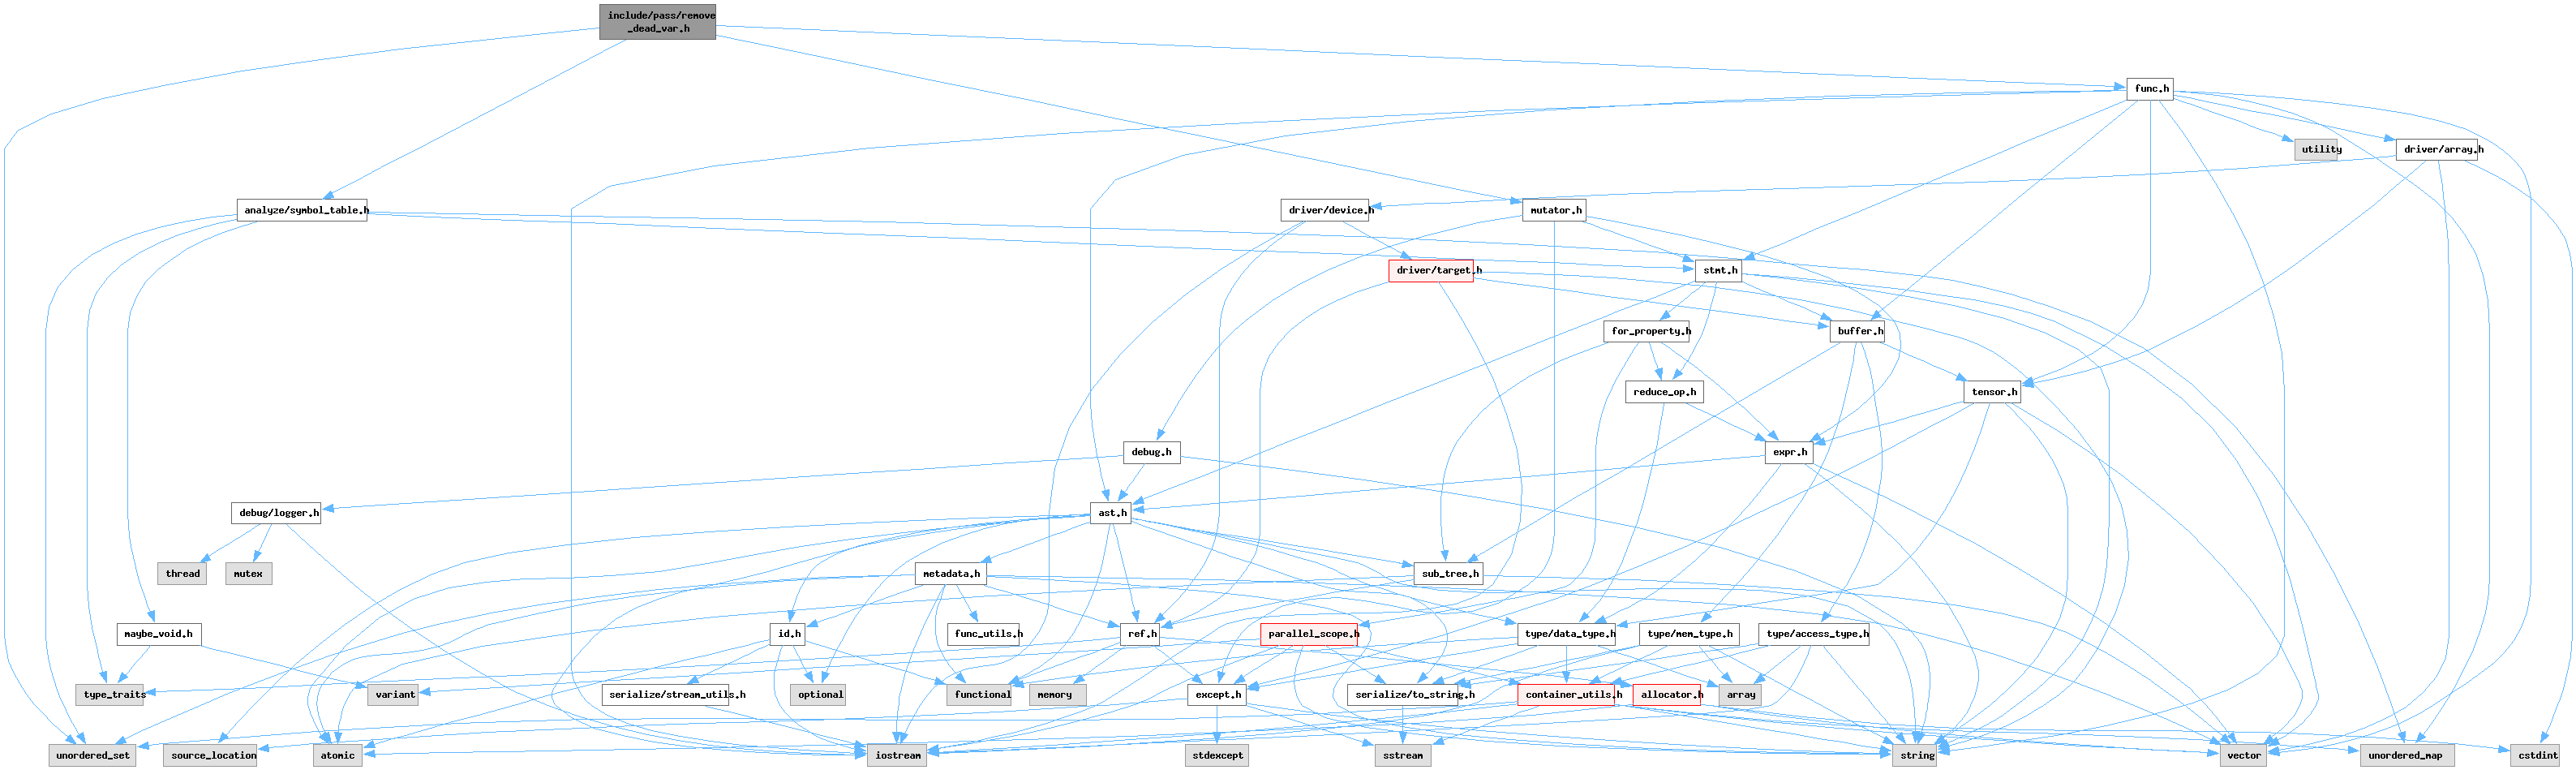 include/pass/remove
_dead_var.h
func.h
utility
driver/array.h
analyze/symbol_table.h
driver/device.h
mutator.h
driver/target.h
stmt.h
for_property.h
buffer.h
reduce_op.h
tensor.h
debug.h
expr.h
debug/logger.h
ast.h
thread
mutex
metadata.h
sub_tree.h
maybe_void.h
id.h
func_utils.h
ref.h
parallel_scope.h
type/data_type.h
type/mem_type.h
type/access_type.h
type_traits
variant
serialize/stream_utils.h
optional
functional
memory
except.h
serialize/to_string.h
container_utils.h
allocator.h
array
unordered_set
source_location
atomic
iostream
stdexcept
sstream
string
vector
unordered_map
cstdint